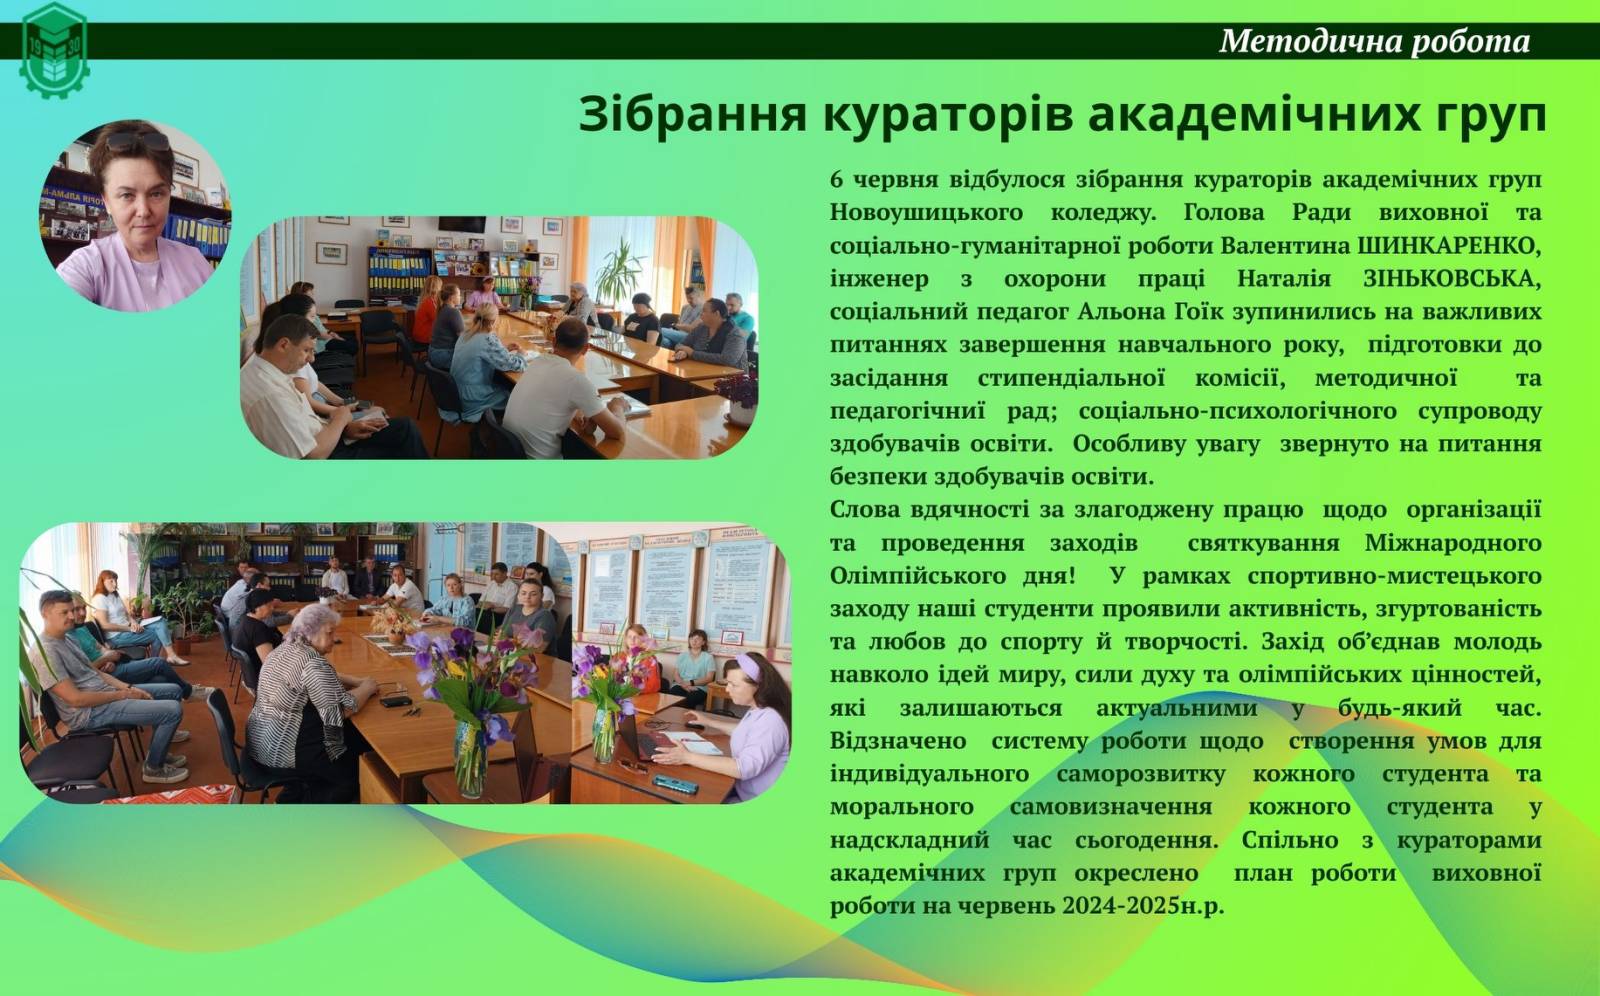 19 30
Методична робота
Зібрання кураторів академічних груп
6 червня відбулося зібрання кураторів академічних груп
Новоушицького коледжу. Голова Ради виховної та
соціально-гуманітарної роботи Валентина ШИНКАРЕНКО,
інженер з охорони праці Наталія ЗІНЬКОВСЬКА,
соціальний педагог Альона Гоїк зупинились на важливих
питаннях завершення навчального року, підготовки до
засідання стипендіальної комісії, методичної та
педагогічниї рад; соціально-психологічного супроводу
здобувачів освіти. Особливу увагу звернуто на питання
безпеки здобувачів освіти.
Слова вдячності за злагоджену працю щодо організації
та проведення заходів святкування Міжнародного
Олімпійського дня! У рамках спортивно-мистецького
заходу наші студенти проявили активність, згуртованість
та любов до спорту й творчості. Захід об’єднав молодь
навколо ідей миру, сили духу та олімпійських цінностей,
які залишаються актуальними у будь-який час.
Відзначено систему роботи щодо створення умов для
індивідуального саморозвитку кожного студента та
морального самовизначення кожного студента у
надскладний час сьогодення. Спільно з кураторами
академічних груп окреслено план роботи виховної
роботи на червень 2024-2025н.р.